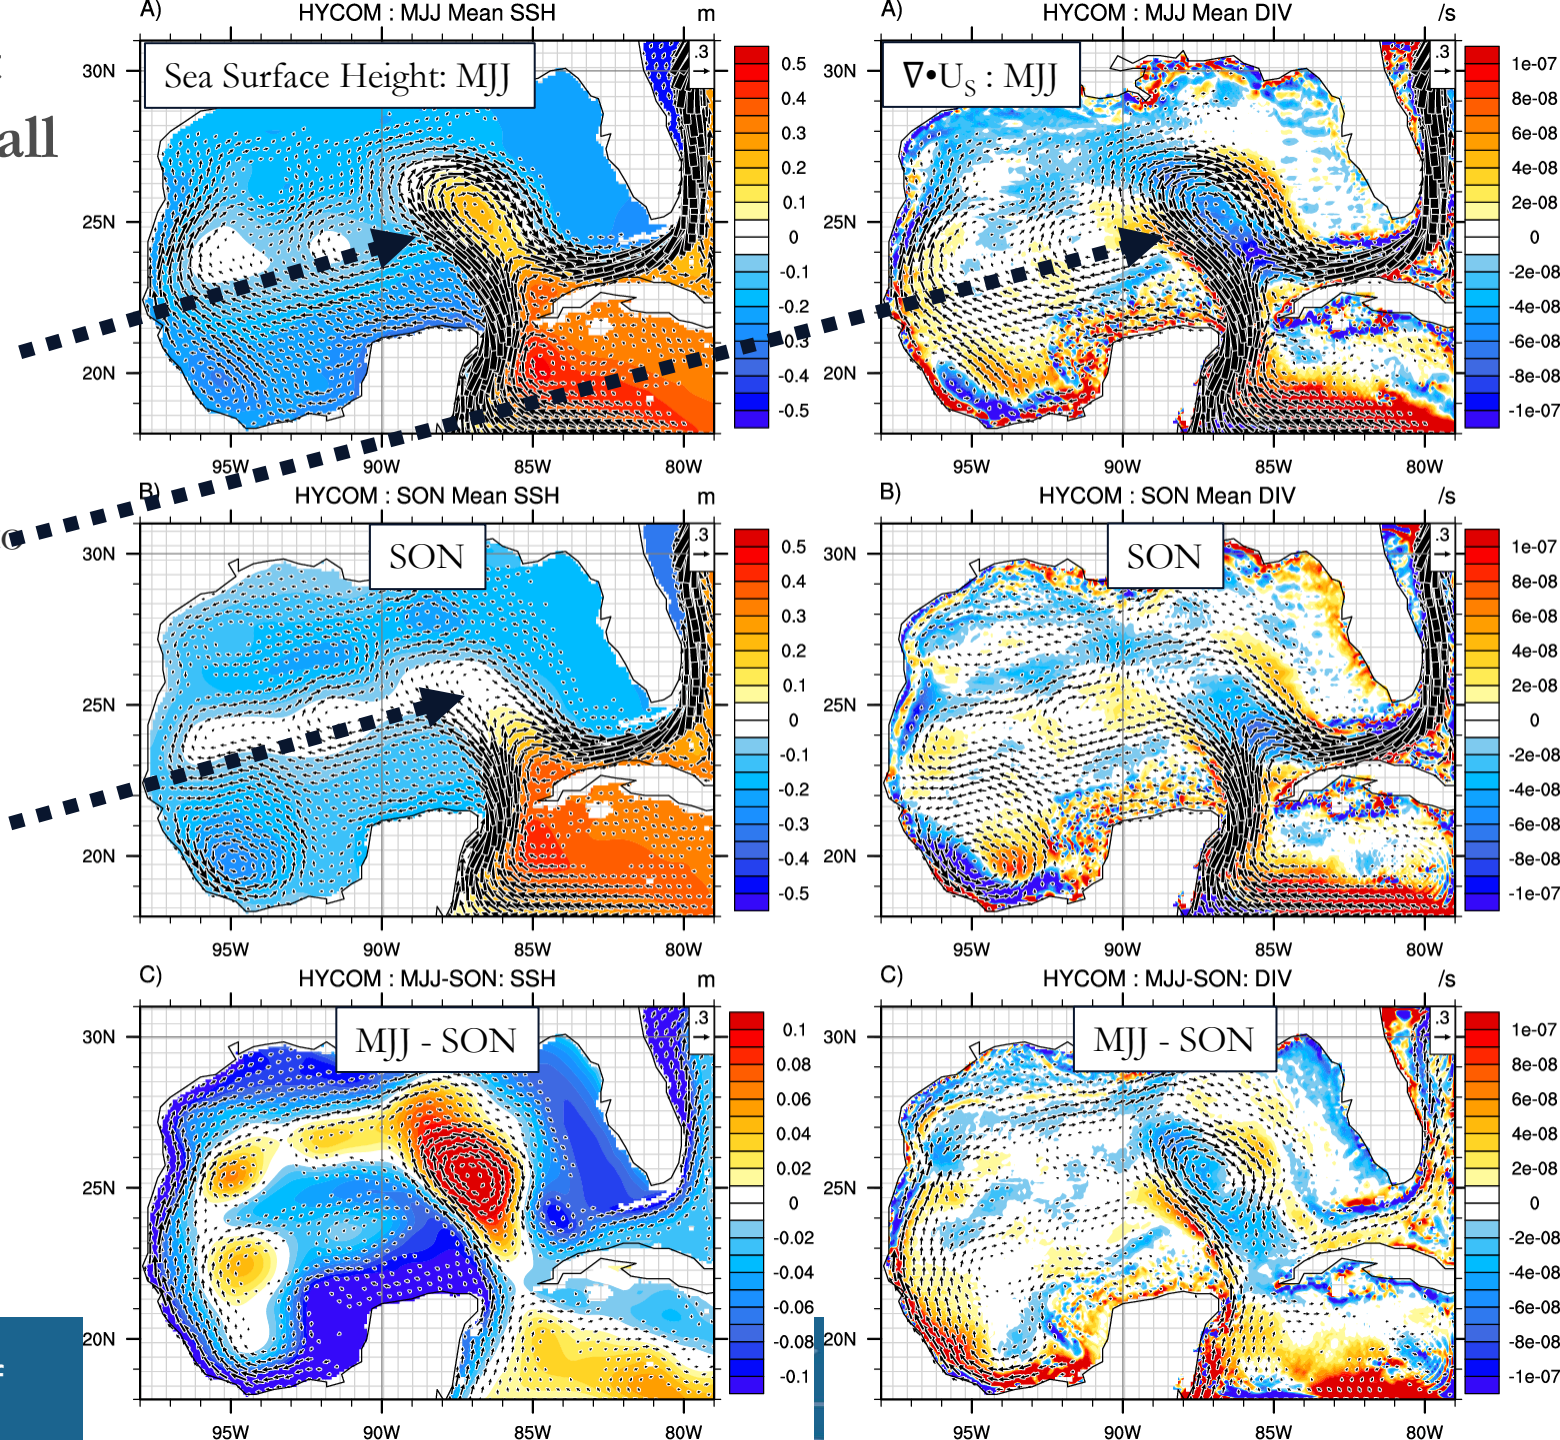 all
A)
HYCOM : MJJ Mean SSH
m
Sea Surface Height: MJJ
.3
30N
25N
20N
95W
90W
85W
80W
0.5
0.4
0.3
0.2
0.1
0
-0.1
-0.2
-0.3
-0.4
-0.5
A)
HYCOM : MJJ Mean DIV
/s
∇•U_S : MJJ
.3
30N
25N
20N
95W
90W
85W
80W
1e-07
8e-08
6e-08
4e-08
2e-08
0
-2e-08
-4e-08
-6e-08
-8e-08
-1e-07
B)
HYCOM : SON Mean SSH
m
SON
.3
30N
25N
20N
95W
90W
85W
80W
0.5
0.4
0.3
0.2
0.1
0
-0.1
-0.2
-0.3
-0.4
-0.5
B)
HYCOM : SON Mean DIV
/s
SON
.3
30N
25N
20N
95W
90W
85W
80W
1e-07
8e-08
6e-08
4e-08
2e-08
0
-2e-08
-4e-08
-6e-08
-8e-08
-1e-07
C)
HYCOM : MJJ-SON: SSH
m
MJJ - SON
.3
30N
25N
20N
95W
90W
85W
80W
0.1
0.08
0.06
0.04
0.02
0
-0.02
-0.04
-0.06
-0.08
-0.1
C)
HYCOM : MJJ-SON: DIV
/s
MJJ - SON
.3
30N
25N
20N
95W
90W
85W
80W
1e-07
8e-08
6e-08
4e-08
2e-08
0
-2e-08
-4e-08
-6e-08
-8e-08
-1e-07